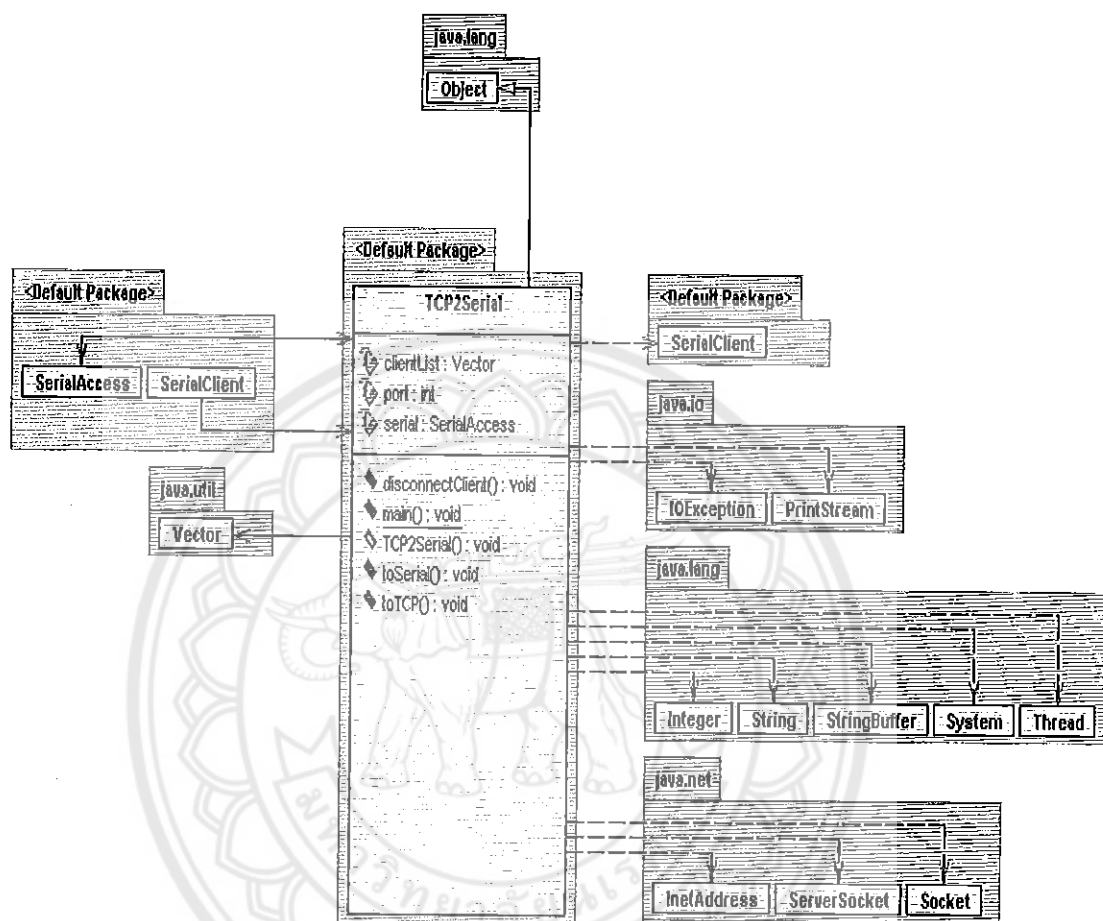 java.lang
Object
<Default Package>
<Default Package>
TCP2Serial
<Default Package>
SerialClient
SerialAccess SerialClient
clientList : Vector
port : int
serial : SerialAccess
java.io
IOException PrintStream
java.util
Vector
disconnectClient() : void
main() : void
TCP2Serial() : void
toSerial() : void
toTCP() : void
java.lang
Integer String StringBuffer System Thread
java.net
InetAddress ServerSocket Socket